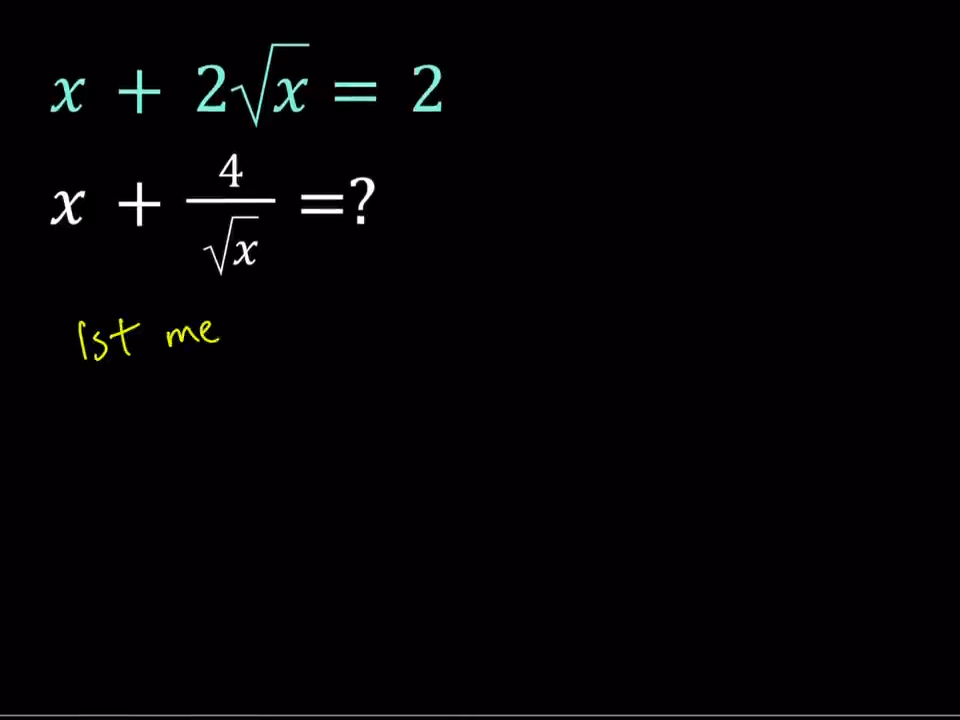 x + 2√x = 2
x + 4/√x =?
1st me